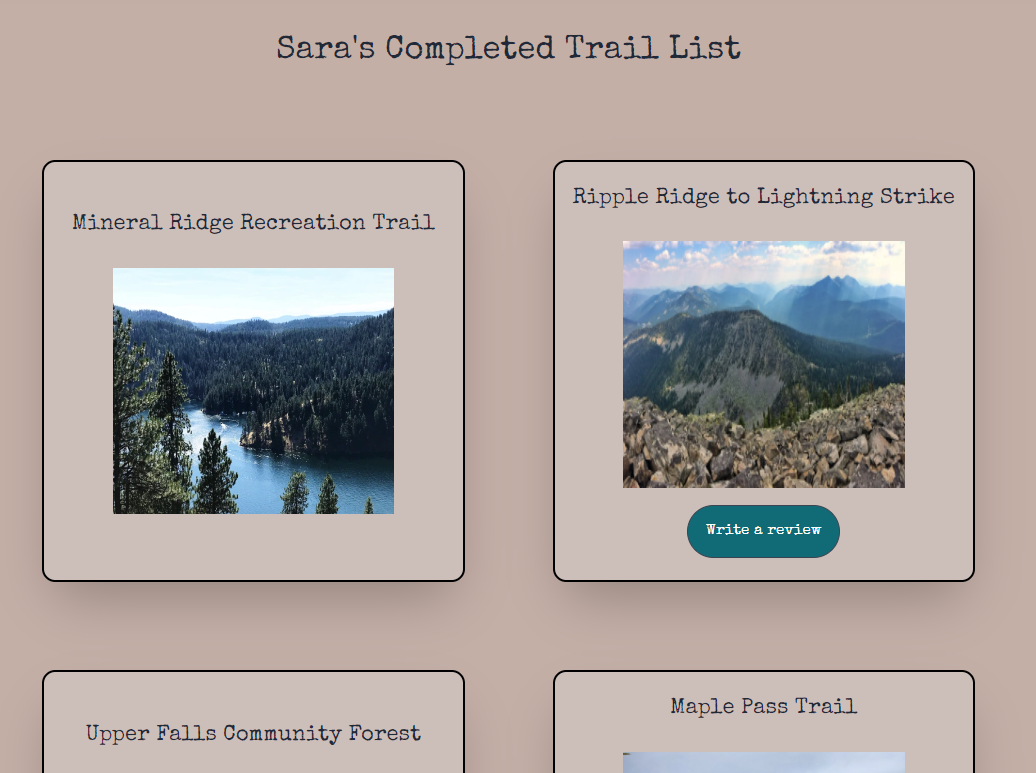 Sara's Completed Trail List
Mineral Ridge Recreation Trail
Ripple Ridge to Lightning Strike
Write a review
Upper Falls Community Forest
Maple Pass Trail